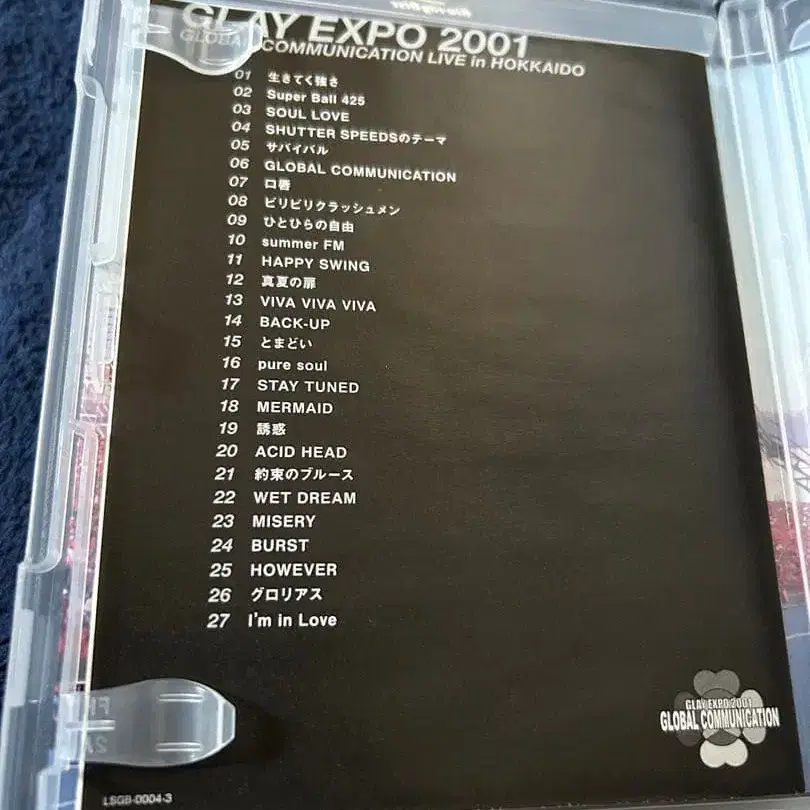 GLAY EXPO 2001
GLOBA COMMUNICATION LIVE in HOKKAIDO
01 生きてく強さ
02 Super Ball 425
03 SOUL LOVE
04 SHUTTER SPEEDSのテーマ
05 サバイバル
06 GLOBAL COMMUNICATION
07 口唇
08 ビリビリクラッシュメン
09 ひとひらの自由
10 summer FM
11 HAPPY SWING
12 真夏の扉
13 VIVA VIVA VIVA
14 BACK-UP
15 とまどい
16 pure soul
17 STAY TUNED
18 MERMAID
19 誘惑
20 ACID HEAD
21 約束のブルース
22 WET DREAM
23 MISERY
24 BURST
25 HOWEVER
26 グロリアス
27 I'm in Love
GLAY EXPO 2001
GLOBAL COMMUNICATION
LSGB-0004-3